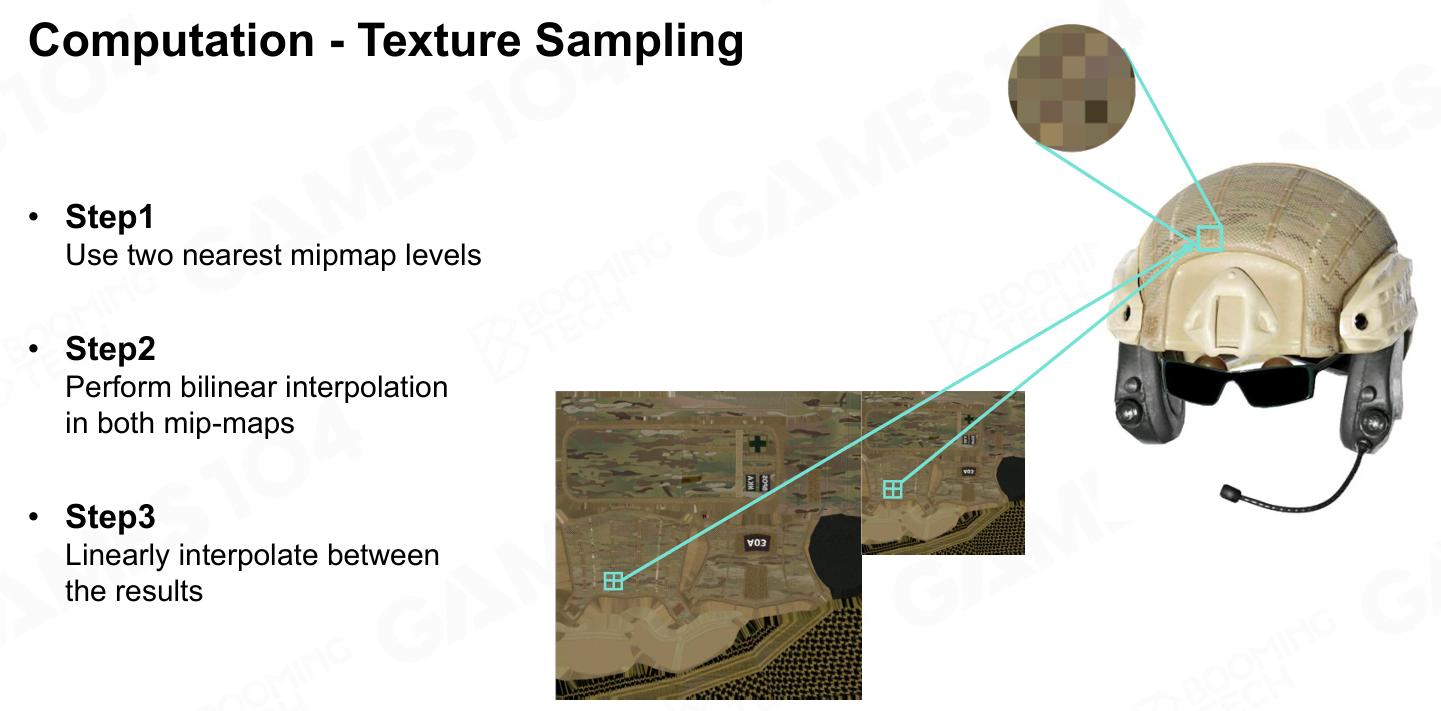 Computation - Texture Sampling
• Step1
Use two nearest mipmap levels
• Step2
Perform bilinear interpolation
in both mip-maps
• Step3
Linearly interpolate between
the results
GAMES104
BOOMING
TECH